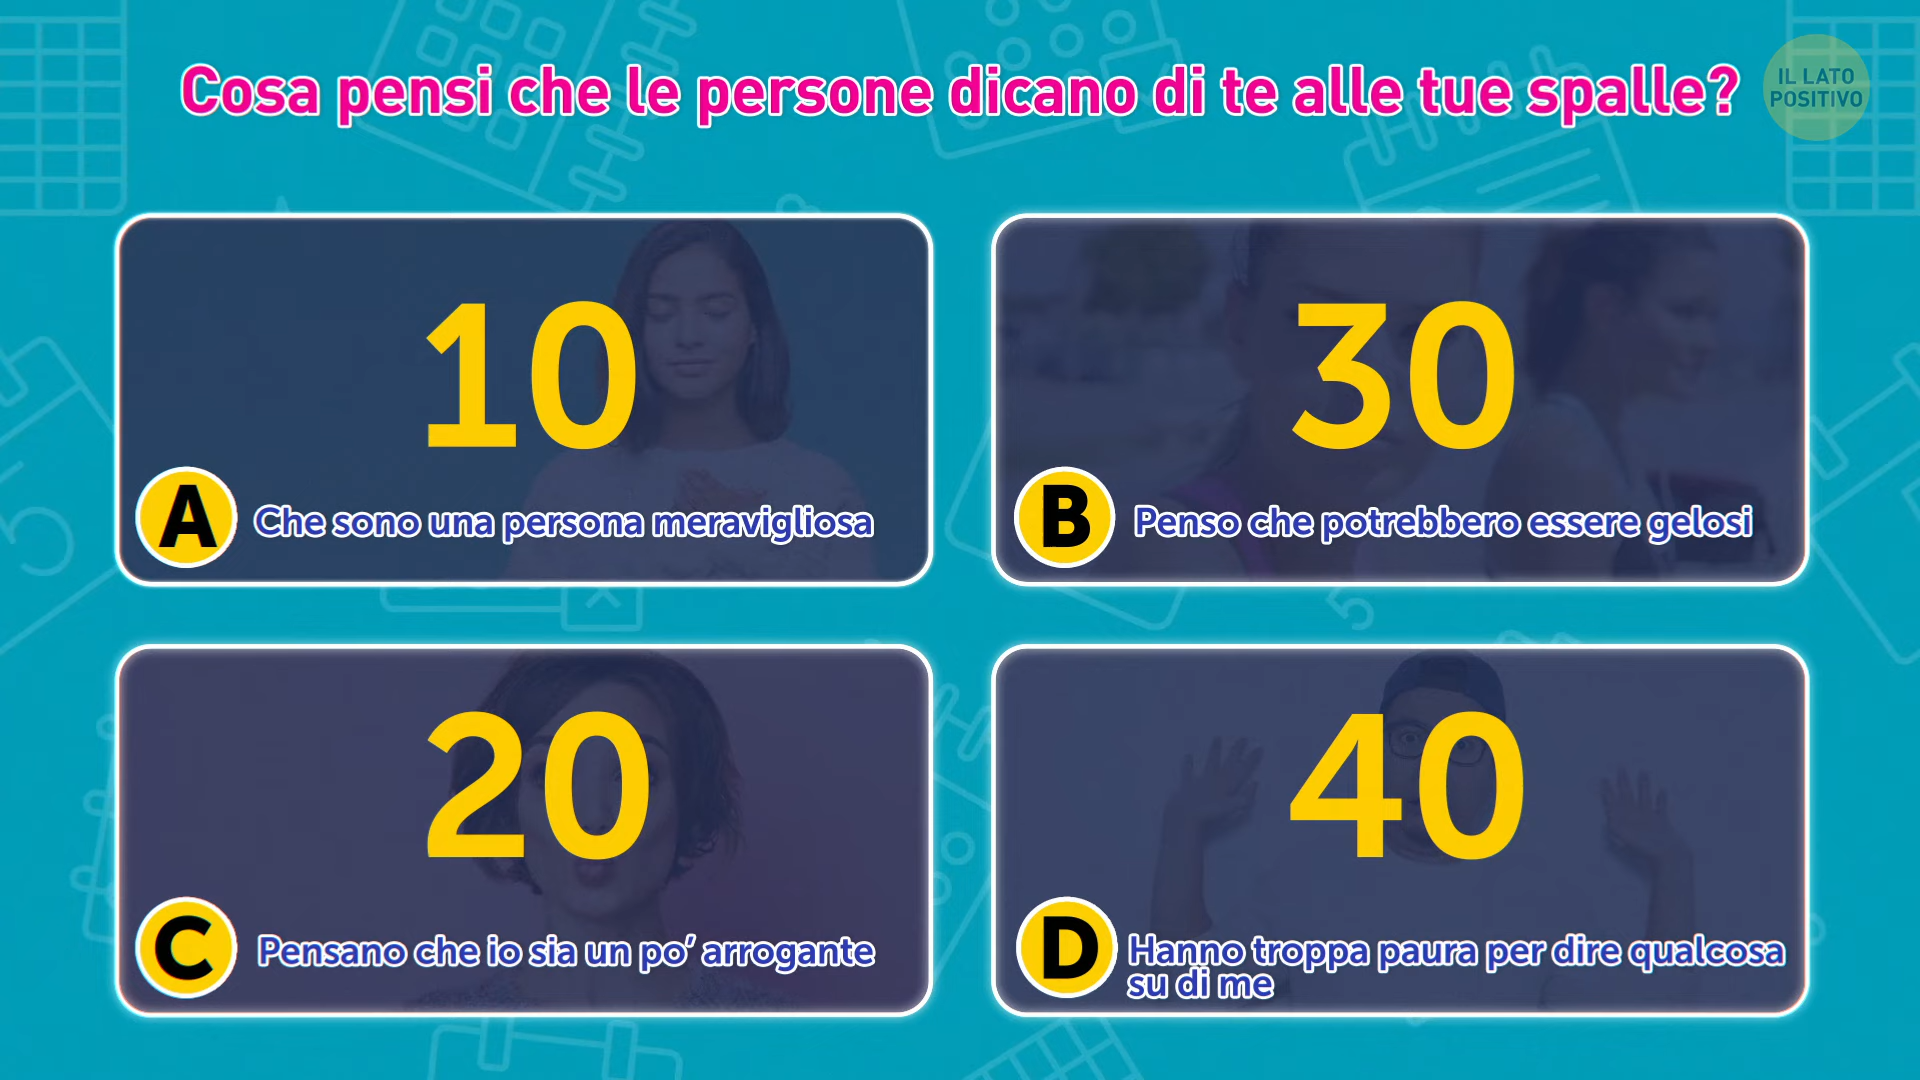 Cosa pensi che le persone dicano di te alle tue spalle?
IL LATO
POSITIVO
10
A Che sono una persona meravigliosa
30
B Penso che potrebbero essere gelosi
20
C Pensano che io sia un po’ arrogante
40
D Hanno troppa paura per dire qualcosa
su di me